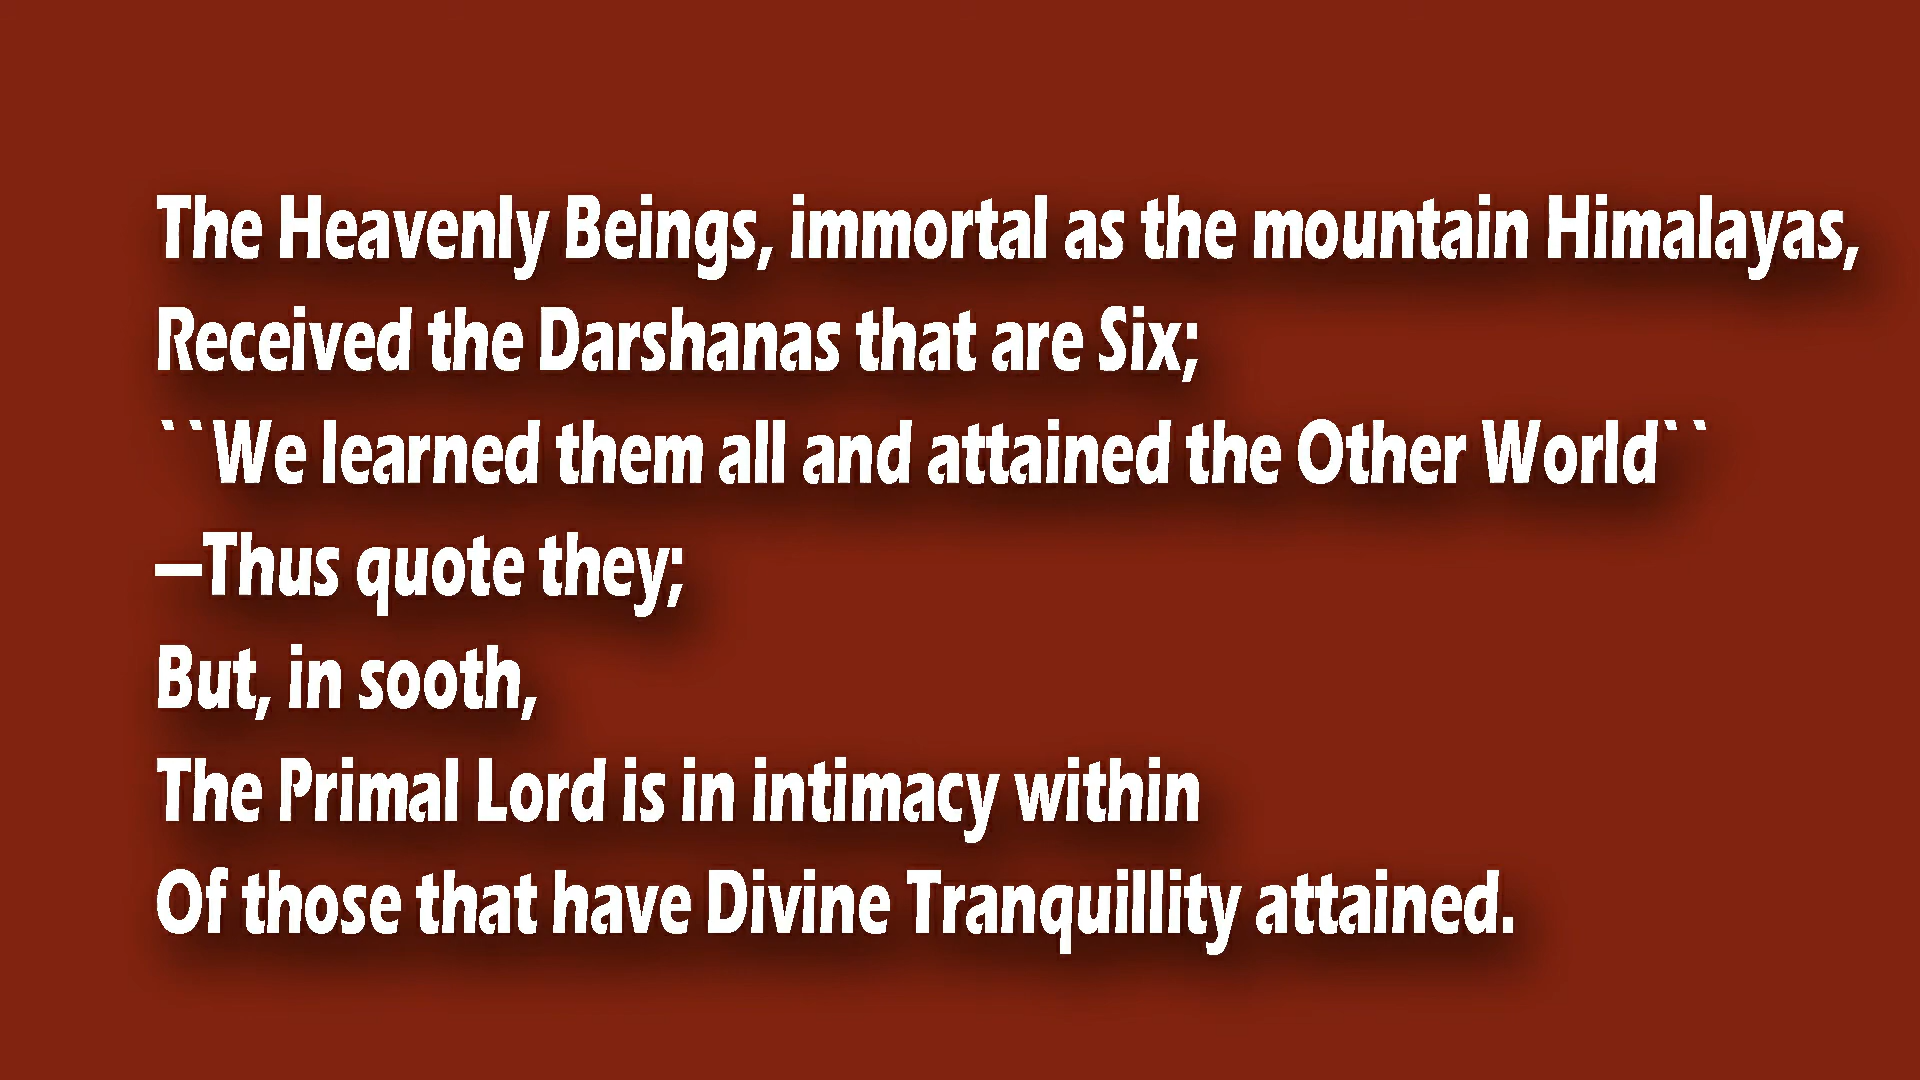 The Heavenly Beings, immortal as the mountain Himalayas,
Received the Darshanas that are Six;
``We learned them all and attained the Other World``
—Thus quote they;
But, in sooth,
The Primal Lord is in intimacy within
Of those that have Divine Tranquillity attained.